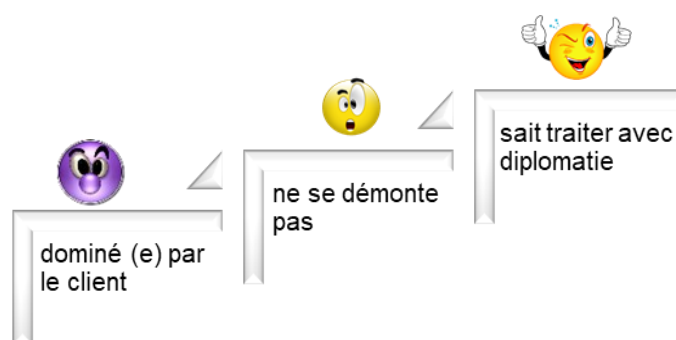 dominé (e) par
le client
ne se démonte
pas
sait traiter avec
diplomatie